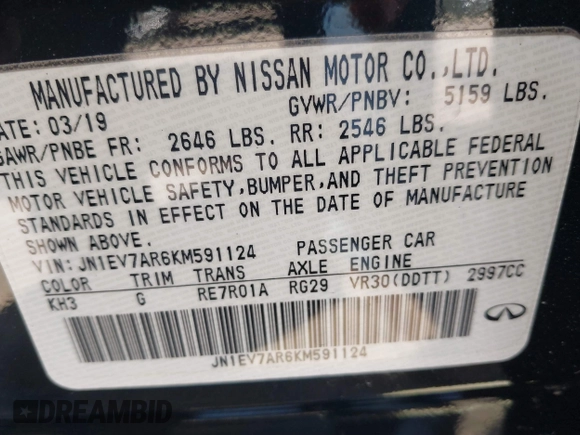 MANUFACTURED BY NISSAN MOTOR CO.,LTD.
DATE: 03/19 GVWR/PNBV: 5159 LBS.
GAWR/PNBE FR: 2646 LBS. RR: 2546 LBS.
THIS VEHICLE CONFORMS TO ALL APPLICABLE FEDERAL
MOTOR VEHICLE SAFETY,BUMPER,AND THEFT PREVENTION
STANDARDS IN EFFECT ON THE DATE OF MANUFACTURE
SHOWN ABOVE.
VIN: JN1EV7AR6KM591124 PASSENGER CAR
COLOR TRIM TRANS AXLE ENGINE
KH3 G RE7R01A RG29 VR30(DDTT) 2997CC
JN1EV7AR6KM591124
DREAMBID